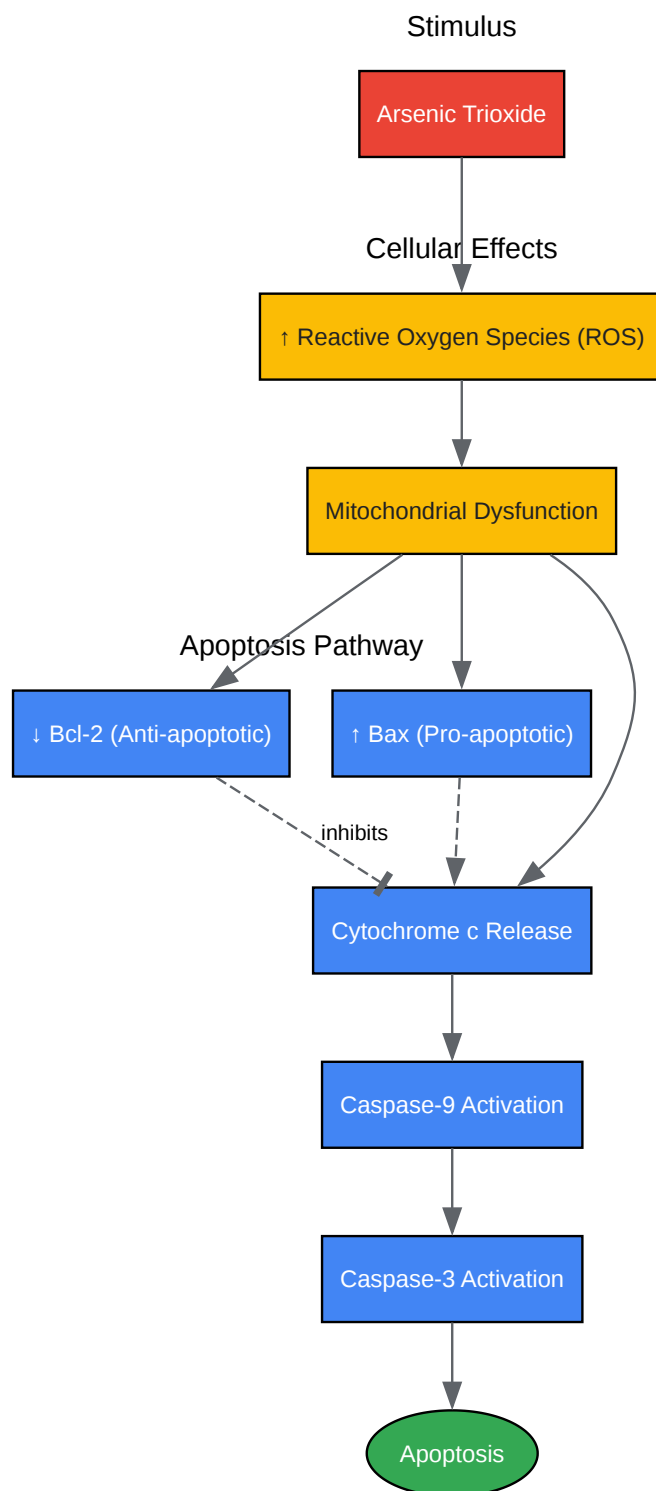 Stimulus
Arsenic Trioxide
Cellular Effects
↑ Reactive Oxygen Species (ROS)
Mitochondrial Dysfunction
Apoptosis Pathway
↓ Bcl-2 (Anti-apoptotic)
↑ Bax (Pro-apoptotic)
inhibits
Cytochrome c Release
Caspase-9 Activation
Caspase-3 Activation
Apoptosis